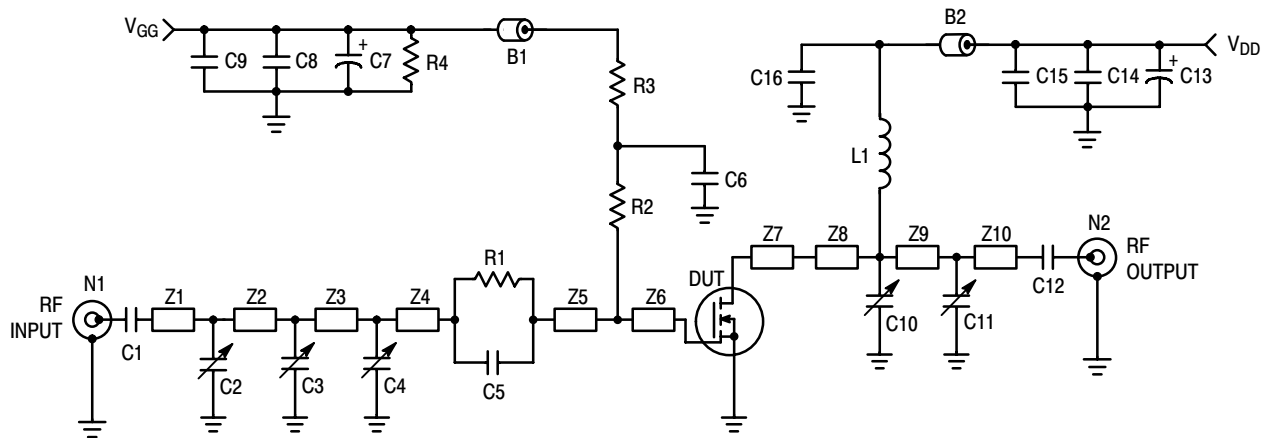 VGG
B1
C9
C8
+
C7
R4
R3
C6
R2
B2
VDD
C16
C15
C14
+
C13
L1
N1
RF
INPUT
C1
Z1
Z2
Z3
Z4
R1
C5
Z5
Z6
C2
C3
C4
DUT
Z7
Z8
Z9
Z10
C10
C11
C12
N2
RF
OUTPUT